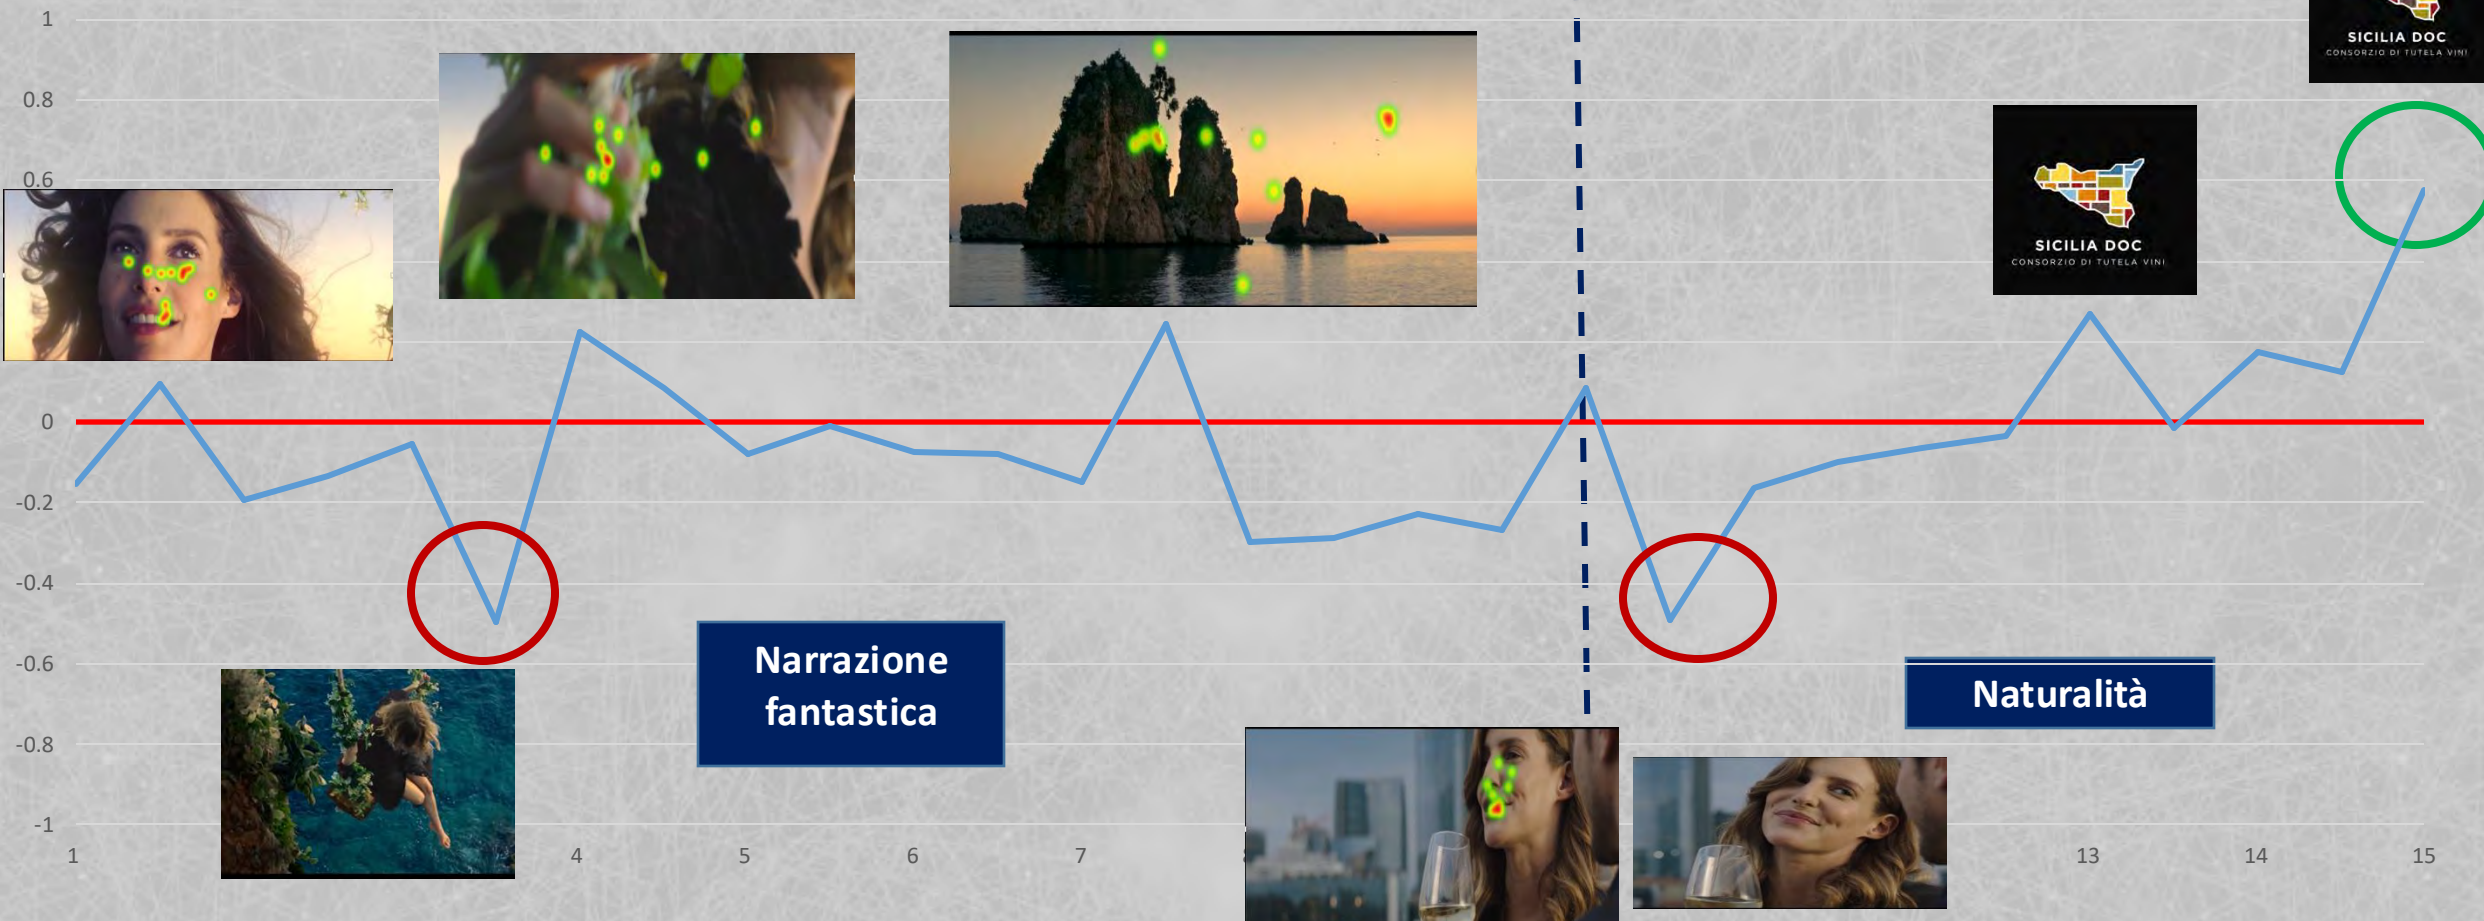 1
0.8
0.6
0
-0.2
-0.4
-0.6
-0.8
-1
SICILIA DOC
CONSORZIO DI TUTELA VINI
SICILIA DOC
CONSORZIO DI TUTELA VINI
Narrazione
fantastica
Naturalità
1
4
5
6
7
13
14
15